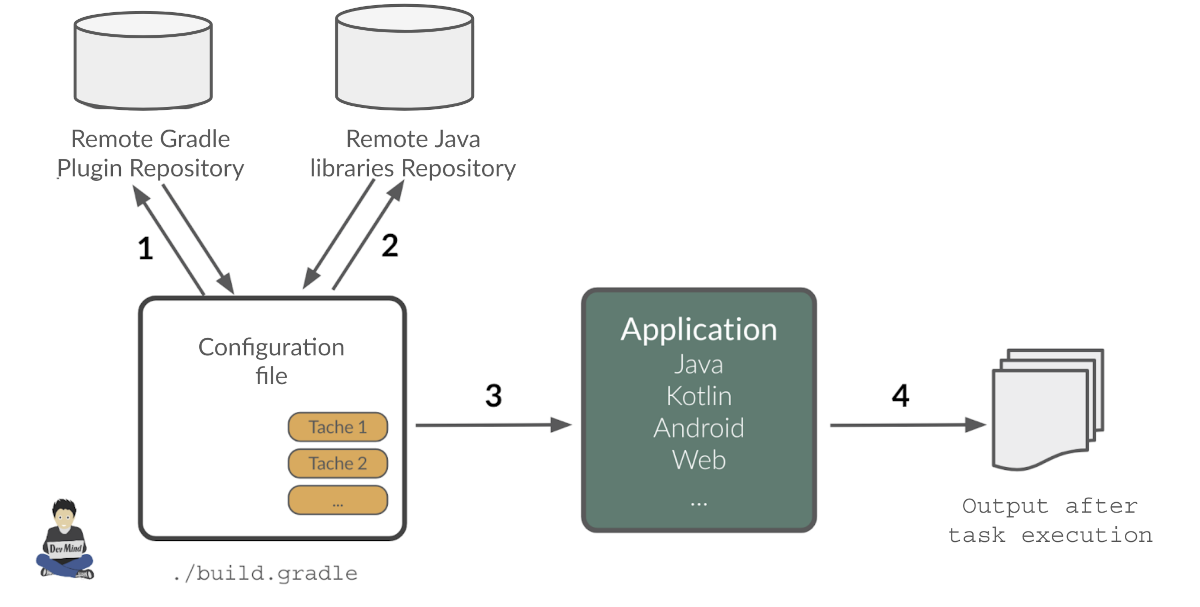 Remote Gradle
Plugin Repository
Remote Java
libraries Repository
1
2
Configuration
file
Tache 1
Tache 2
...
./build.gradle
Dev Mind
3
Application
Java
Kotlin
Android
Web
...
4
Output after
task execution